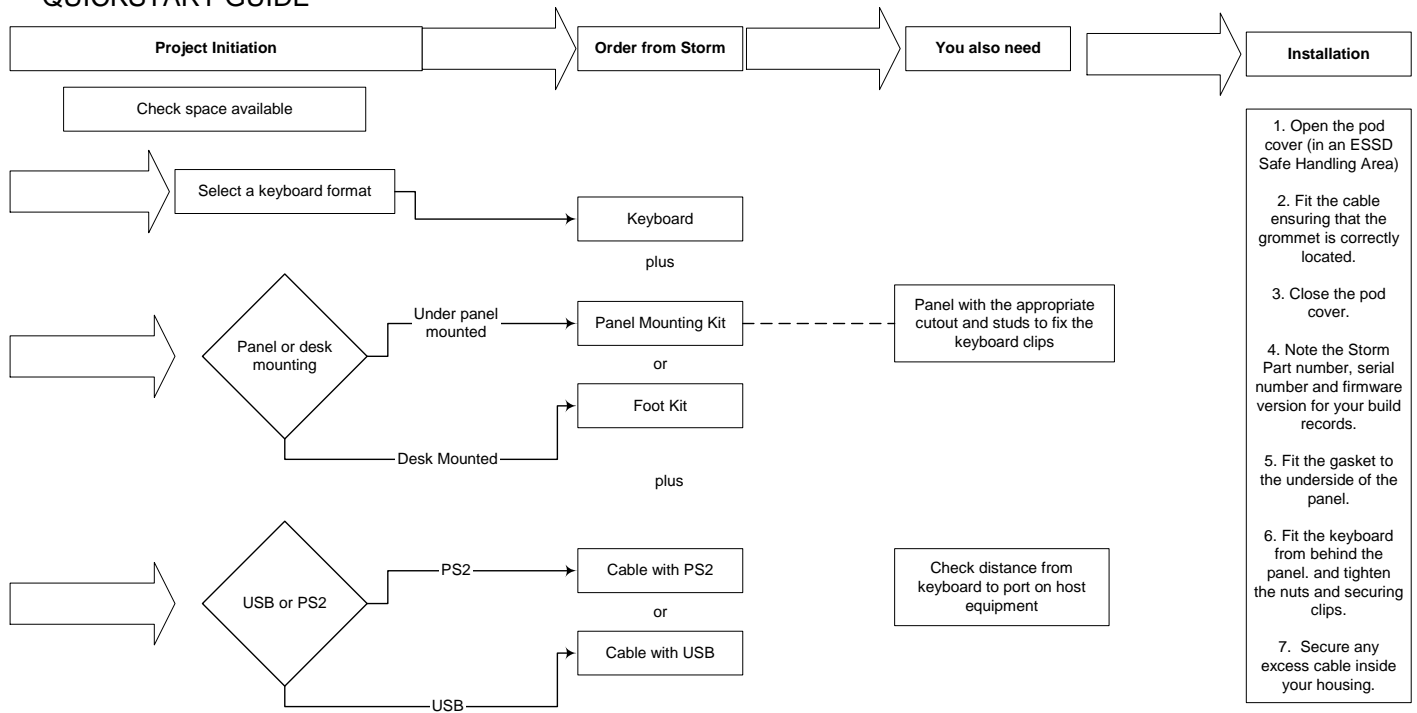 QUICKSTART GUIDE
Project Initiation
Order from Storm
You also need
Installation
Check space available
Select a keyboard format
Keyboard
plus
Panel or desk
mounting
Under panel
mounted
Panel Mounting Kit
Panel with the appropriate
cutout and studs to fix the
keyboard clips
or
Foot Kit
Desk Mounted
plus
USB or PS2
PS2
Cable with PS2
Check distance from
keyboard to port on host
equipment
or
Cable with USB
USB
1. Open the pod
cover (in an ESSD
Safe Handling Area)
2. Fit the cable
ensuring that the
grommet is correctly
located.
3. Close the pod
cover.
4. Note the Storm
Part number, serial
number and firmware
version for your build
records.
5. Fit the gasket to
the underside of the
panel.
6. Fit the keyboard
from behind the
panel. and tighten
the nuts and securing
clips.
7. Secure any
excess cable inside
your housing.